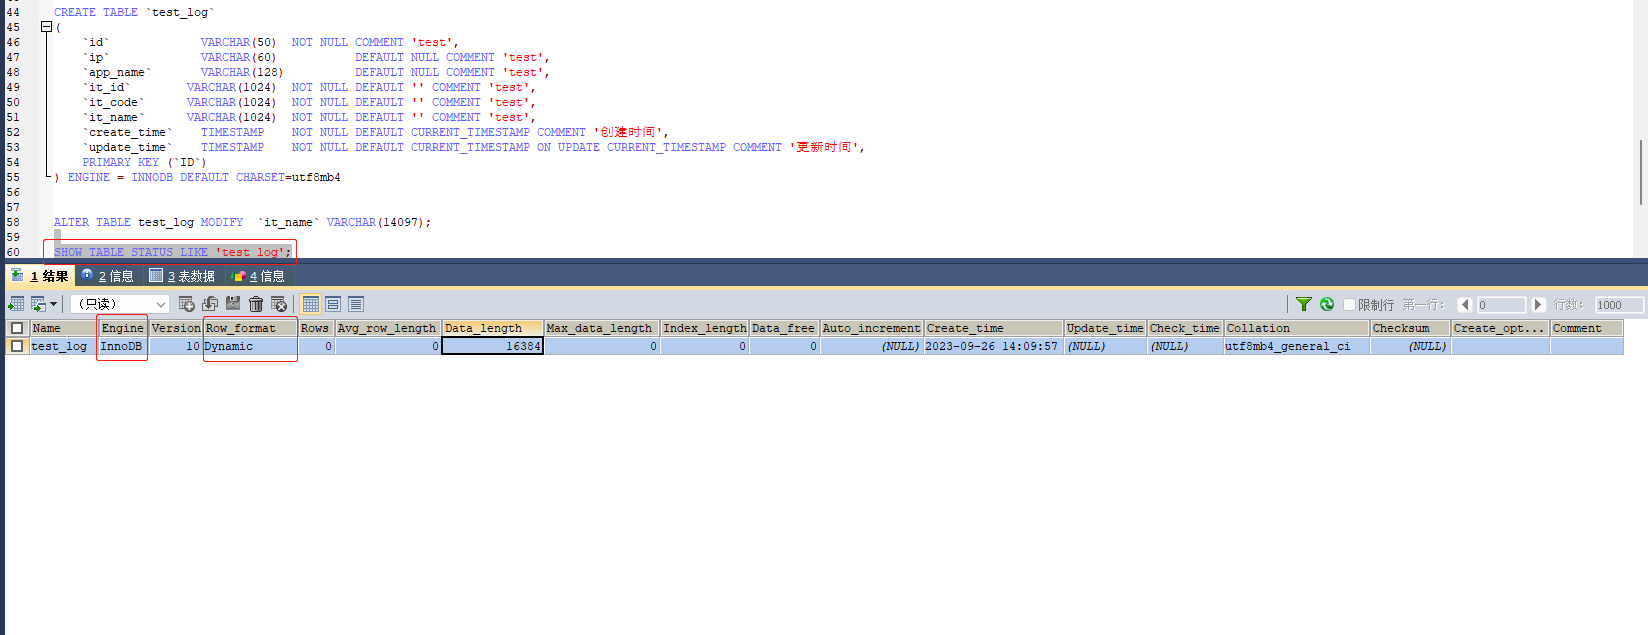 44 CREATE TABLE `test_log`
45 (
46 `id` VARCHAR(50) NOT NULL COMMENT 'test',
47 `ip` VARCHAR(60) DEFAULT NULL COMMENT 'test',
48 `app_name` VARCHAR(128) DEFAULT NULL COMMENT 'test',
49 `it_id` VARCHAR(1024) NOT NULL DEFAULT '' COMMENT 'test',
50 `it_code` VARCHAR(1024) NOT NULL DEFAULT '' COMMENT 'test',
51 `it_name` VARCHAR(1024) NOT NULL DEFAULT '' COMMENT 'test',
52 `create_time` TIMESTAMP NOT NULL DEFAULT CURRENT_TIMESTAMP COMMENT '创建时间',
53 `update_time` TIMESTAMP NOT NULL DEFAULT CURRENT_TIMESTAMP ON UPDATE CURRENT_TIMESTAMP COMMENT '更新时间',
54 PRIMARY KEY (`ID`)
55 ) ENGINE = INNODB DEFAULT CHARSET=utf8mb4
56
57
58 ALTER TABLE test_log MODIFY `it_name` VARCHAR(14097);
59
60 SHOW TABLE STATUS LIKE 'test_log';
1 结果 2 信息 3 表数据 4 信息
（只读） 限制行 第一行: 0 行数: 1000
Name Engine Version Row_format Rows Avg_row_length Data_length Max_data_length Index_length Data_free Auto_increment Create_time Update_time Check_time Collation Checksum Create_opt... Comment
test_log InnoDB 10 Dynamic 0 0 16384 0 0 0 (NULL) 2023-09-26 14:09:57 (NULL) (NULL) utf8mb4_general_ci (NULL)